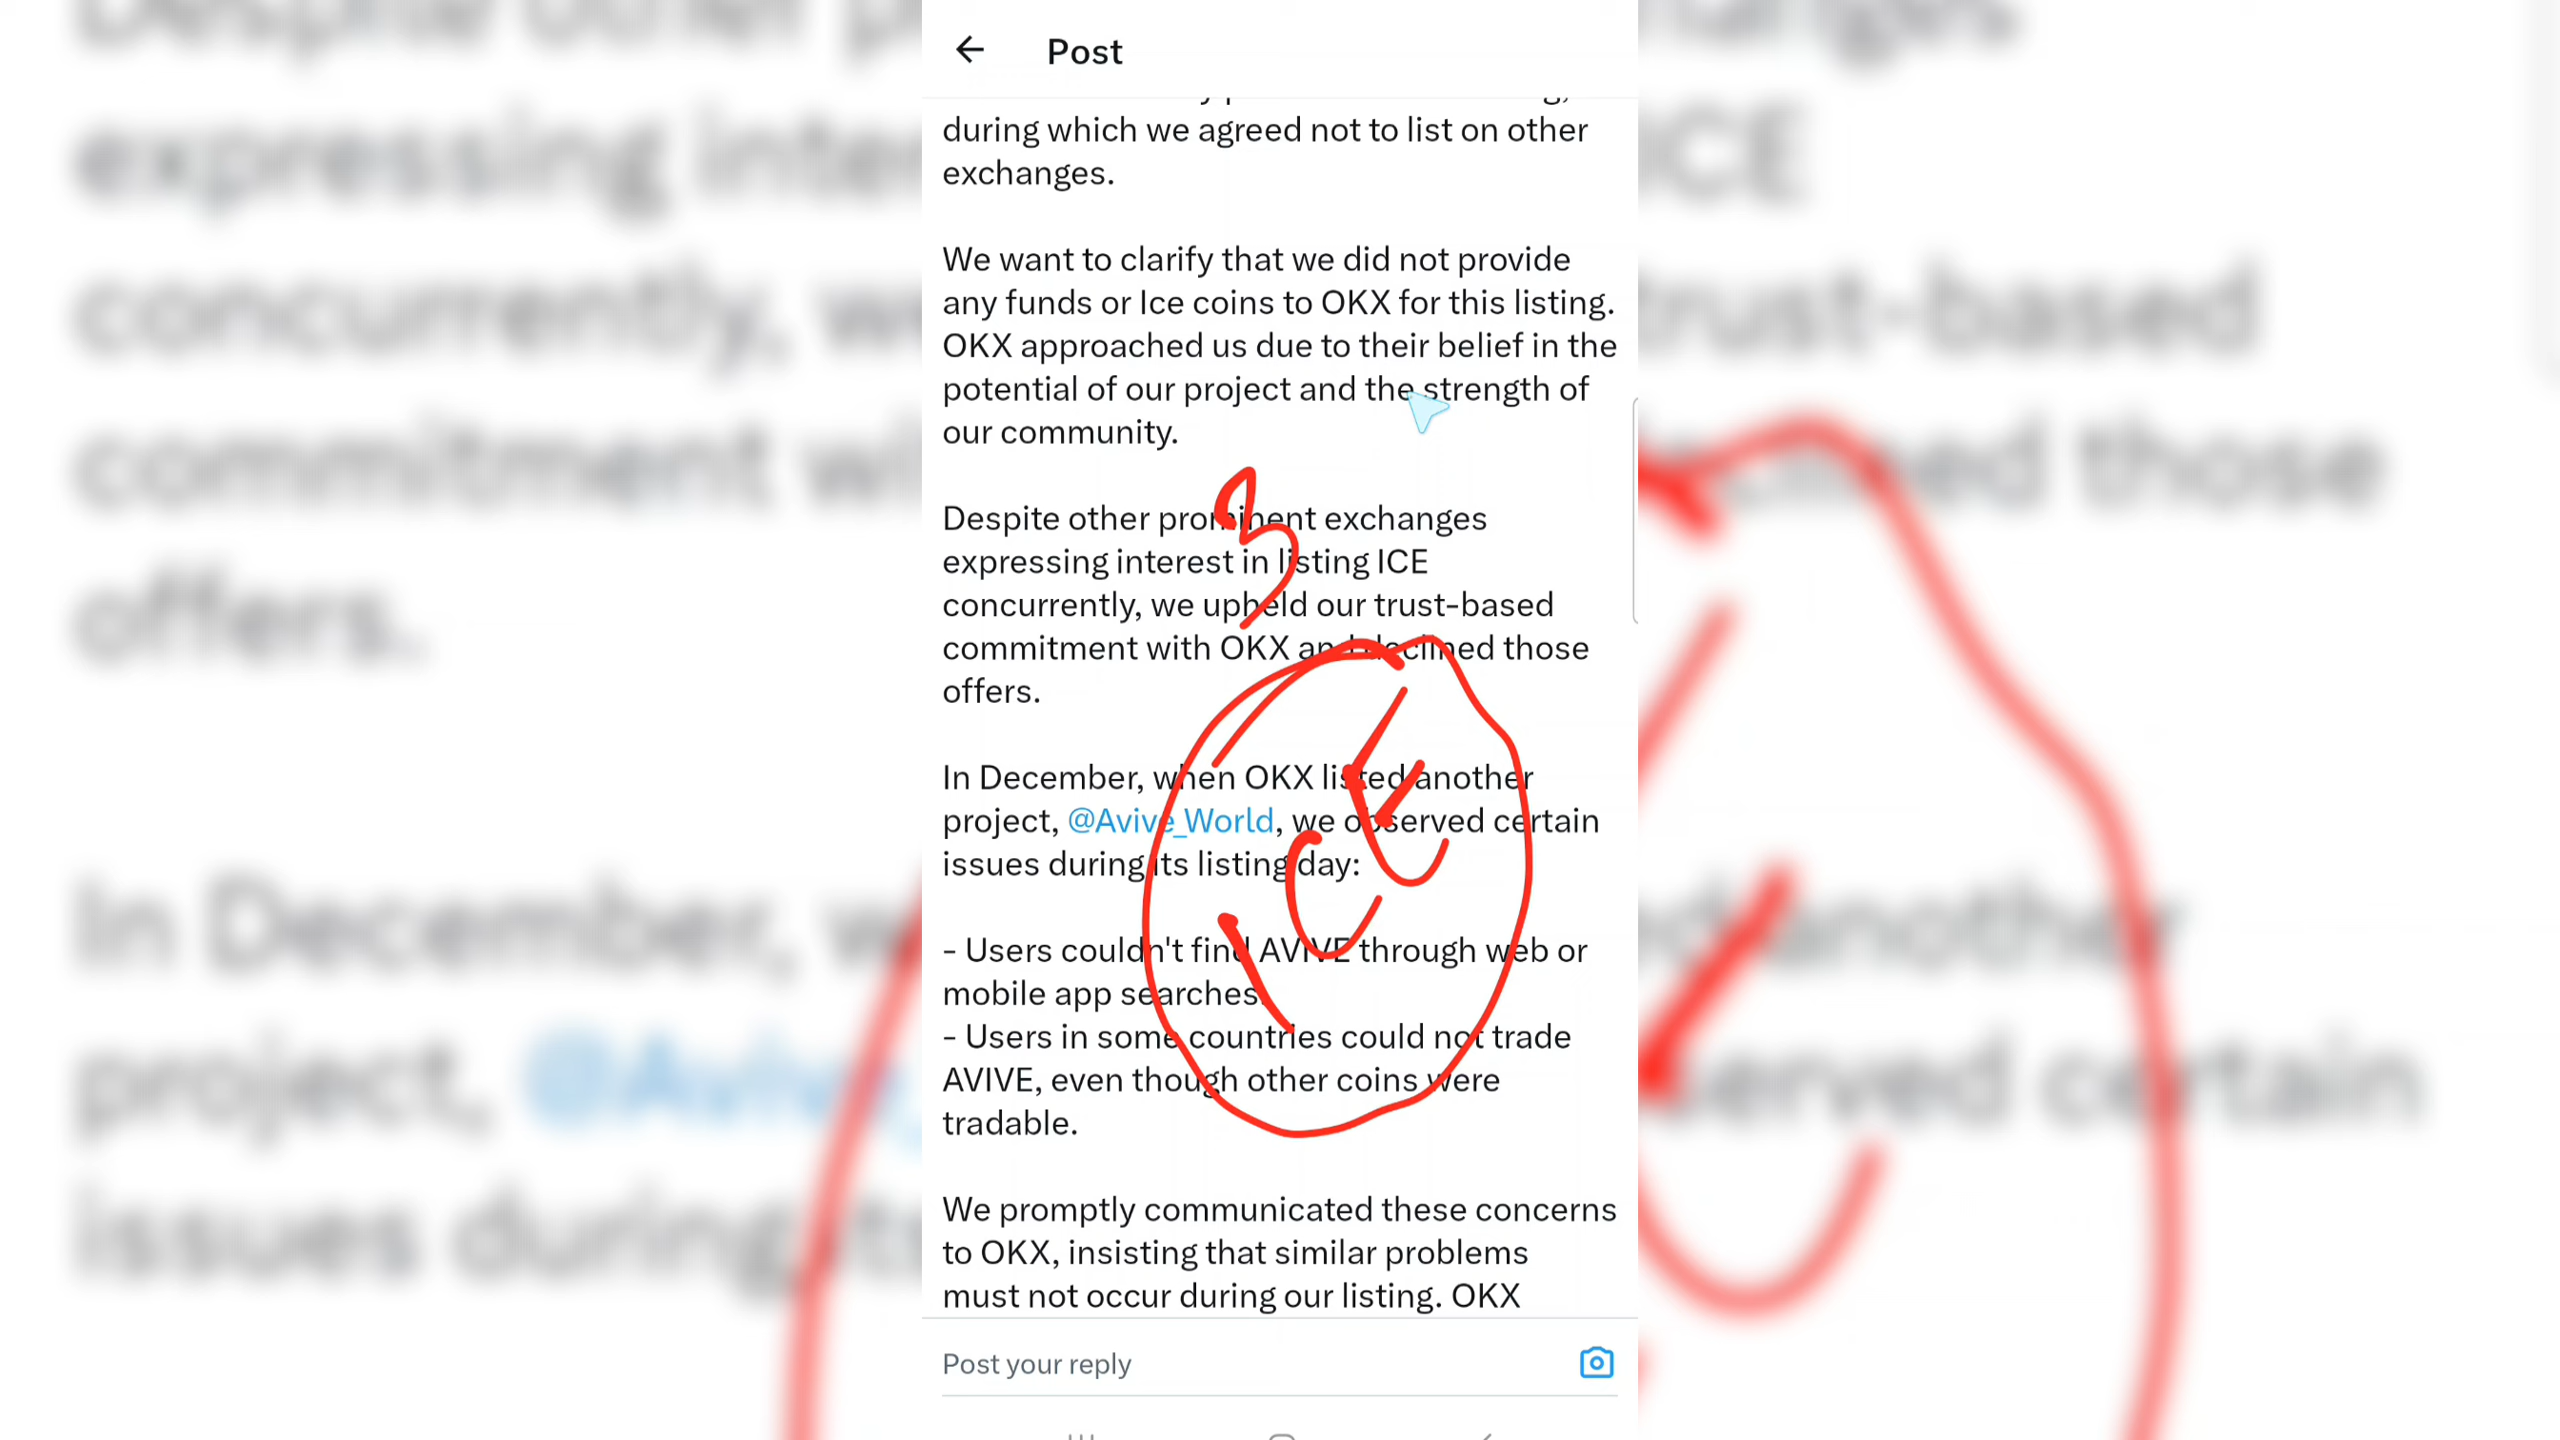 Post
during which we agreed not to list on other
exchanges.
We want to clarify that we did not provide
any funds or Ice coins to OKX for this listing.
OKX approached us due to their belief in the
potential of our project and the strength of
our community.
Despite other prominent exchanges
expressing interest in listing ICE
concurrently, we upheld our trust-based
commitment with OKX and declined those
offers.
In December, when OKX listed another
project, @Avive_World, we observed certain
issues during its listing day:
- Users couldn't find AVIVE through web or
mobile app searches.
- Users in some countries could not trade
AVIVE, even though other coins were
tradable.
We promptly communicated these concerns
to OKX, insisting that similar problems
must not occur during our listing. OKX
Post your reply
3
ICE